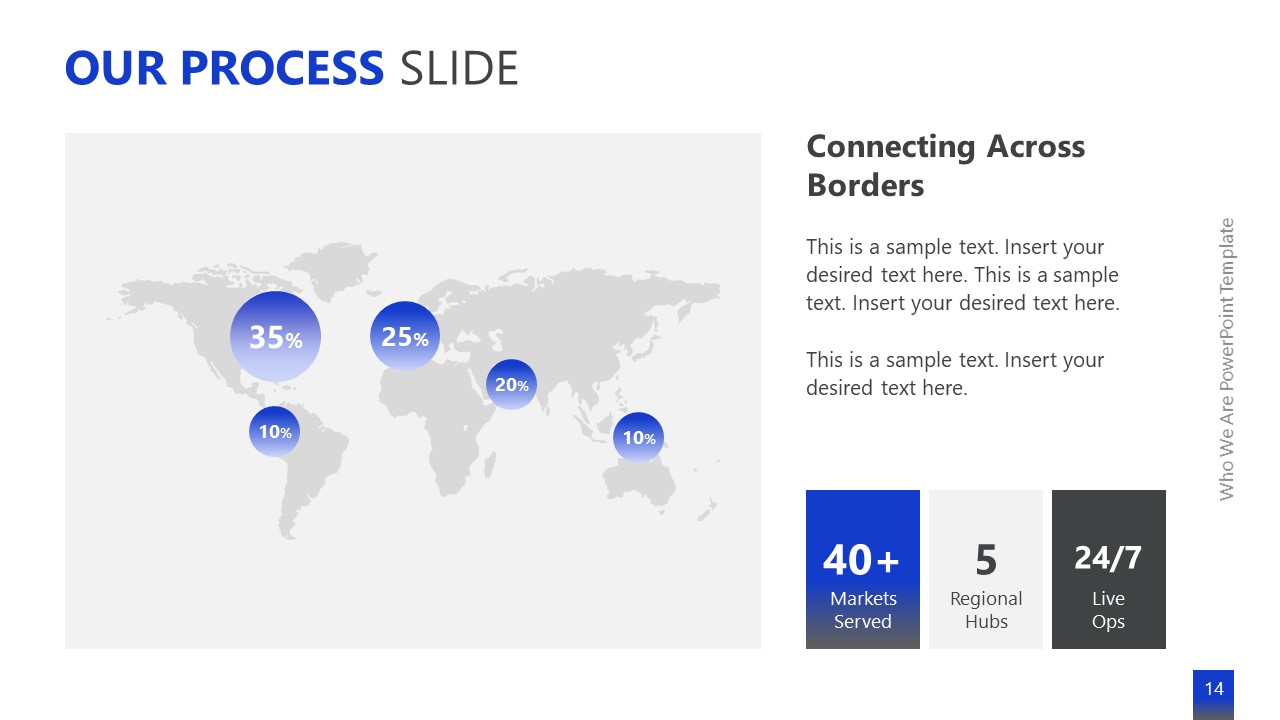 OUR PROCESS SLIDE
35%
25%
20%
10%
10%
Connecting Across
Borders
This is a sample text. Insert your
desired text here. This is a sample
text. Insert your desired text here.
This is a sample text. Insert your
desired text here.
40+
Markets
Served
5
Regional
Hubs
24/7
Live
Ops
Who We Are PowerPoint Template
14